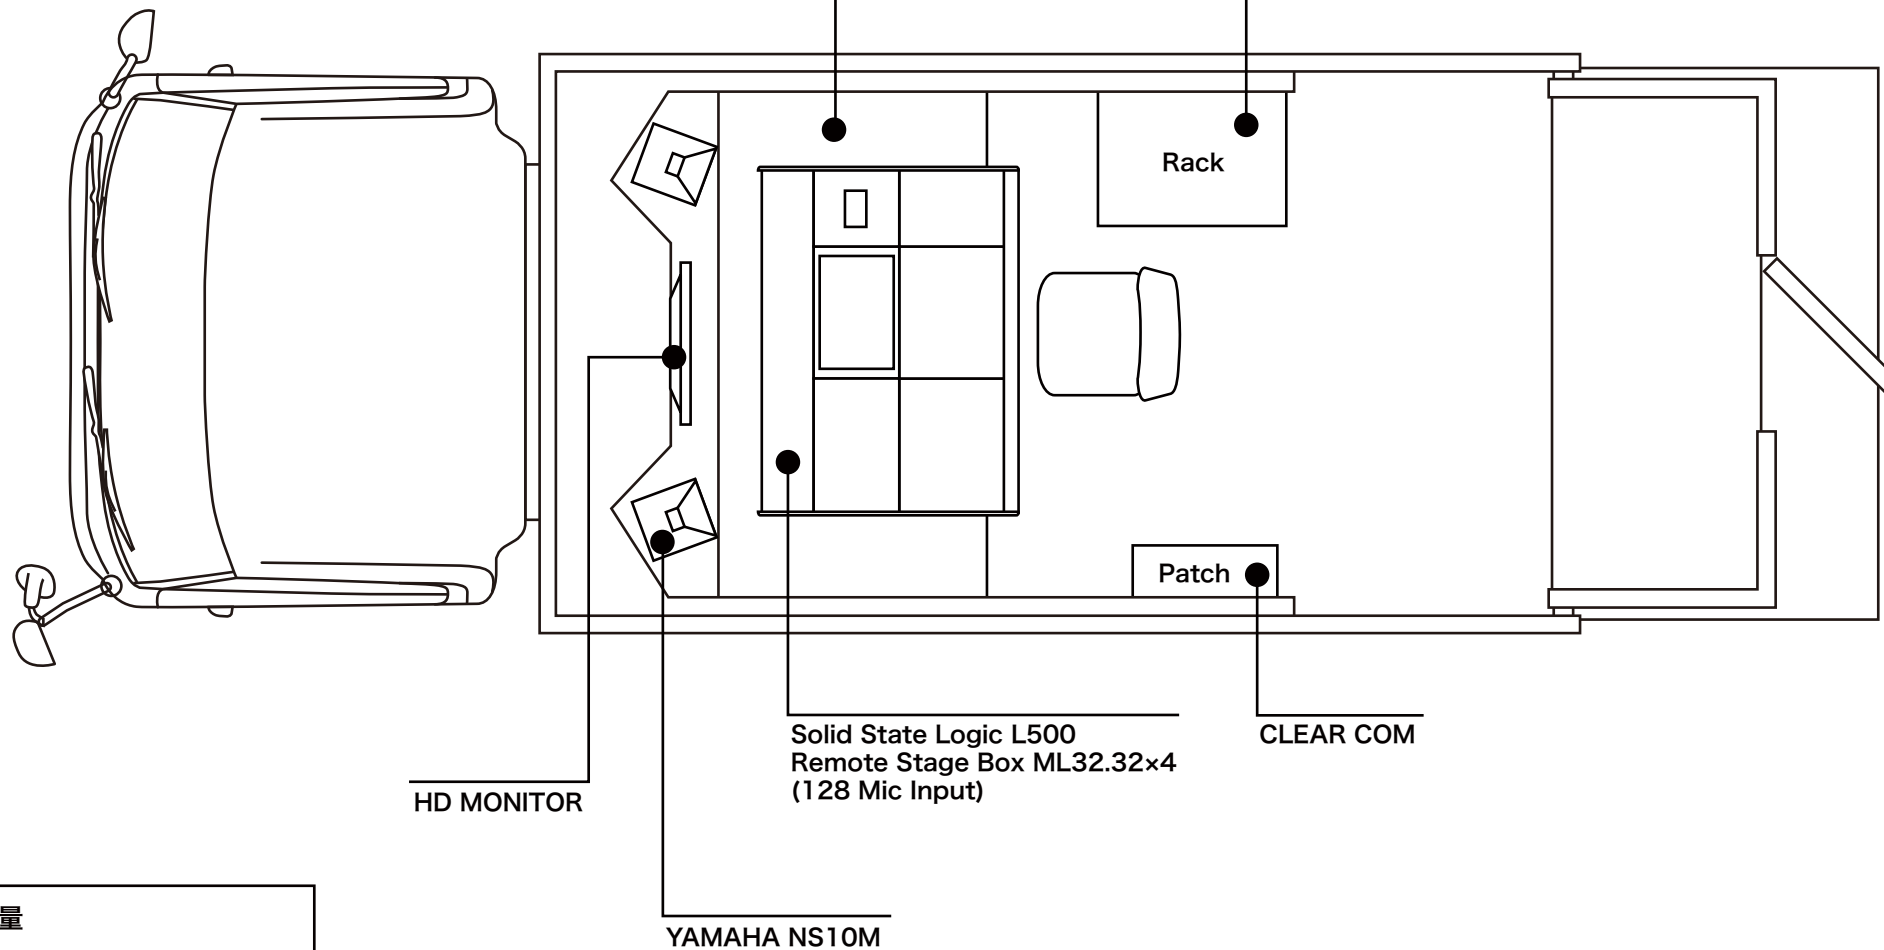 Rack
Patch
Solid State Logic L500
Remote Stage Box ML32.32×4
(128 Mic Input)
CLEAR COM
HD MONITOR
量
YAMAHA NS10M